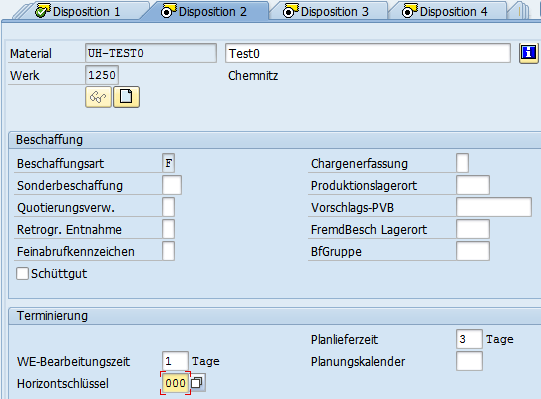 Disposition 1 Disposition 2 Disposition 3 Disposition 4
Material UH-TEST0 Test0
Werk 1250 Chemnitz
Beschaffung
Beschaffungsart F Chargenerfassung
Sonderbeschaffung Produktionslagerort
Quotierungsverw. Vorschlags-PVB
Retrogr. Entnahme FremdBesch Lagerort
Feinabrufkennzeichen BfGruppe
Schüttgut
Terminierung
Planlieferzeit 3 Tage
WE-Bearbeitungszeit 1 Tage Planungskalender
Horizontschlüssel 000